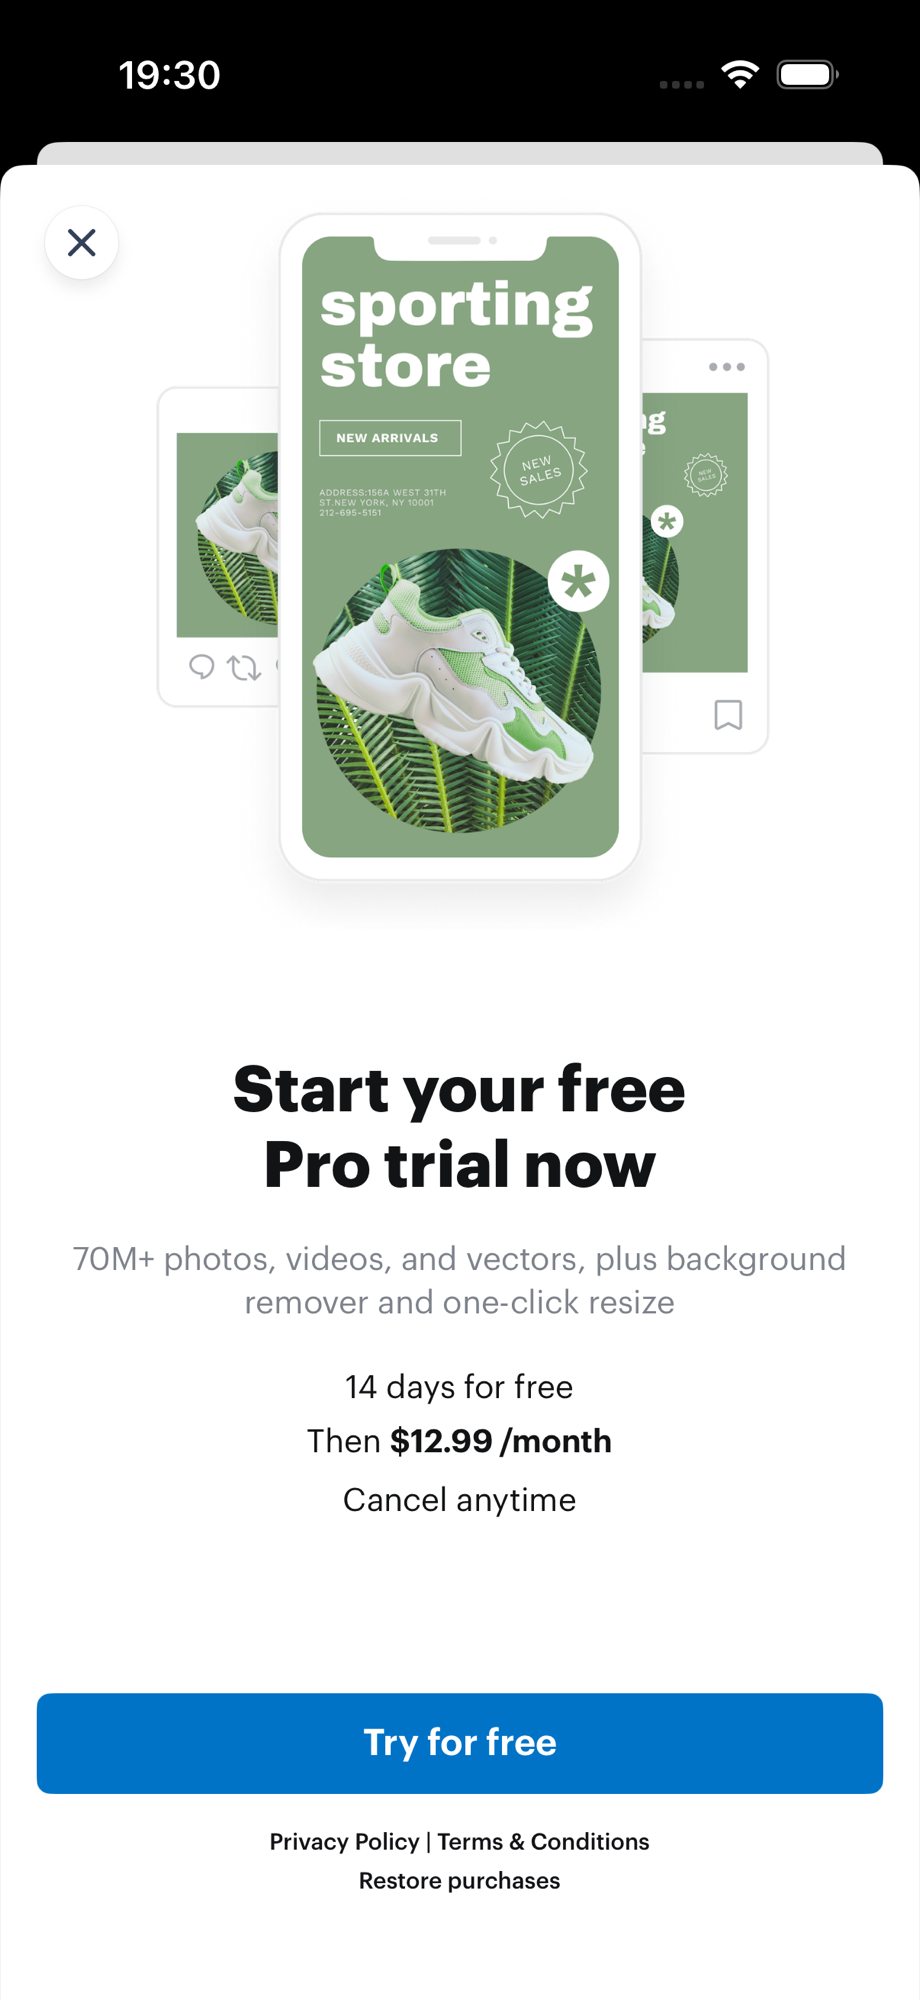 19:30
sporting
store
NEW ARRIVALS
NEW
SALES
ADDRESS:156A WEST 31TH
ST.NEW YORK, NY 10001
212-695-5151
ng
e
NEW
SALES
Start your free
Pro trial now
70M+ photos, videos, and vectors, plus background
remover and one-click resize
14 days for free
Then $12.99 /month
Cancel anytime
Try for free
Privacy Policy | Terms & Conditions
Restore purchases